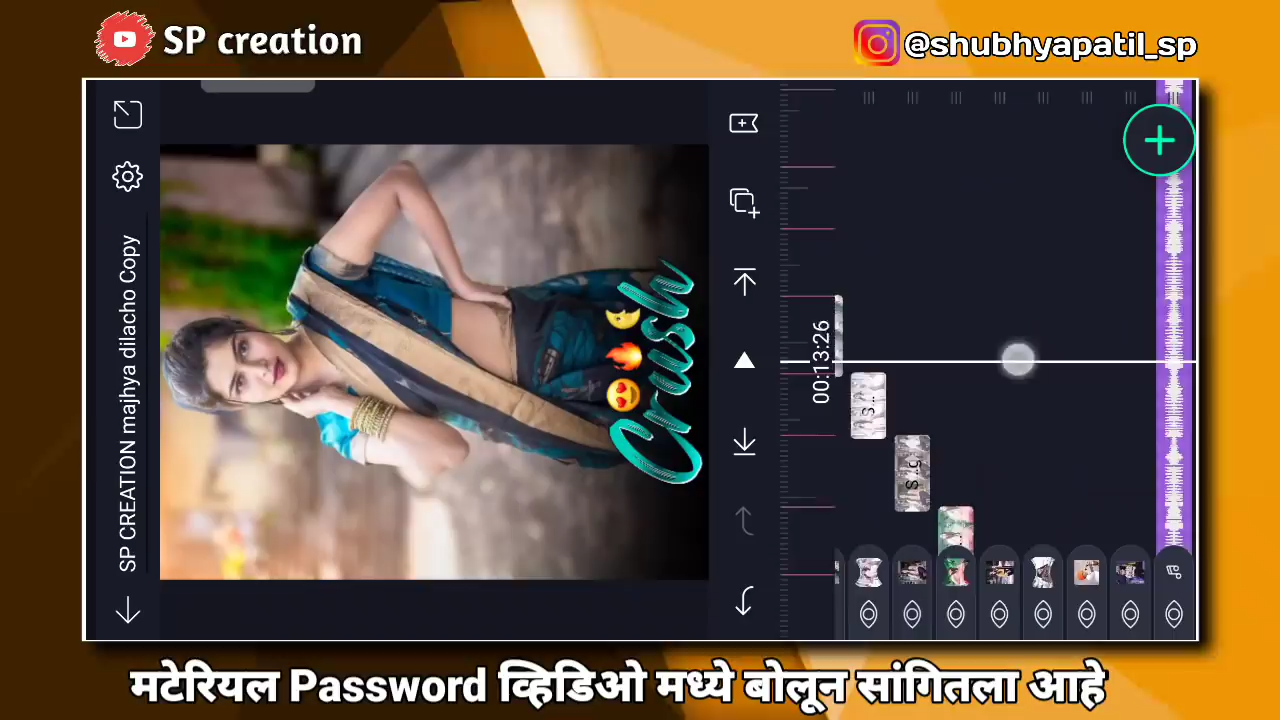 SP creation
@shubhyapatil_sp
SP CREATION majhya dilacho Copy
Crush
00:13:26
S...
S...
मटेरियल Password व्हिडिओ मध्ये बोलून सांगितला आहे